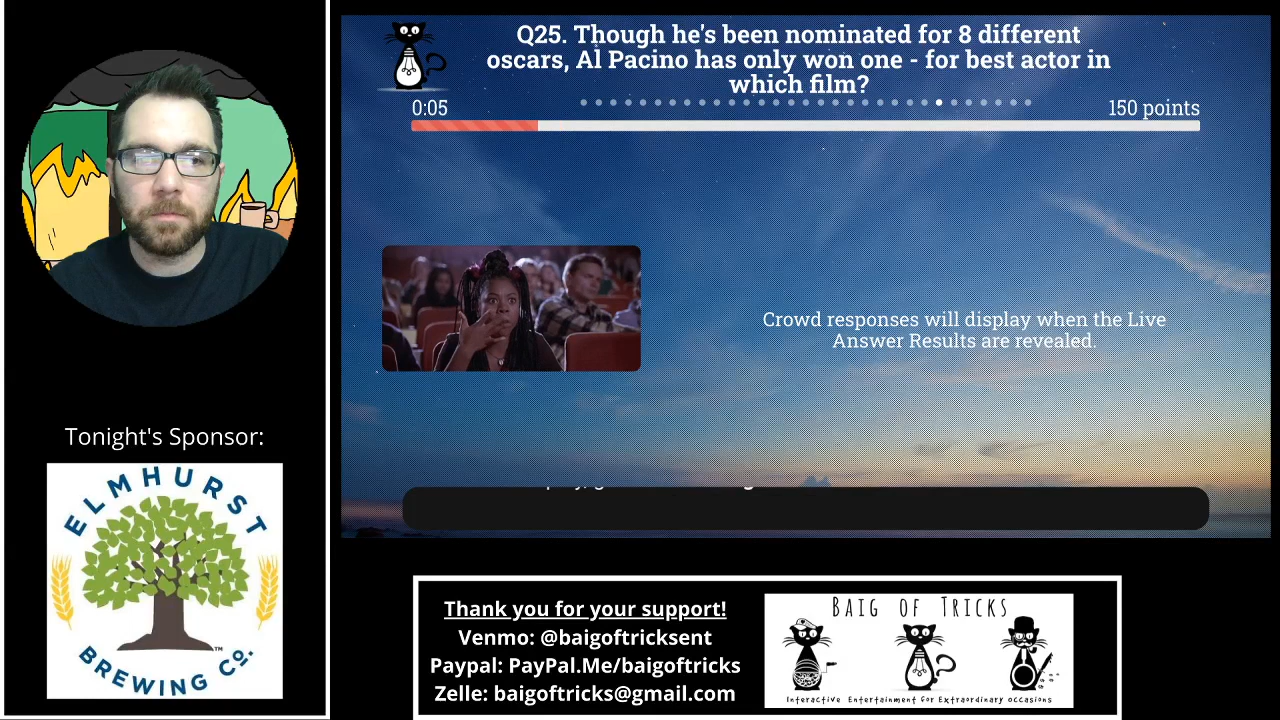 Q25. Though he's been nominated for 8 different
oscars, Al Pacino has only won one - for best actor in
which film?
0:05
150 points
Crowd responses will display when the Live
Answer Results are revealed.
Tonight's Sponsor:
ELMHURST
BREWING CO.
TM
Thank you for your support!
Venmo: @baigoftricksent
Paypal: PayPal.Me/baigoftricks
Zelle: baigoftricks@gmail.com
BAIG OF TRICKS
Interactive Entertainment for Extraordinary occasions